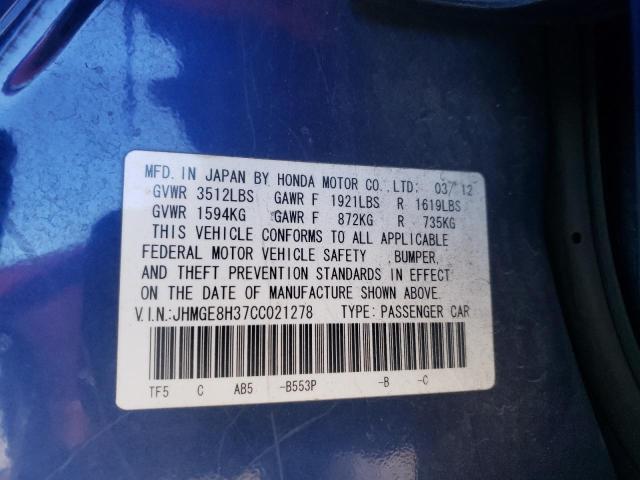 MFD. IN JAPAN BY HONDA MOTOR CO.,LTD: 03/12
GVWR 3512LBS GAWR F 1921LBS R 1619LBS
GVWR 1594KG GAWR F 872KG R 735KG
THIS VEHICLE CONFORMS TO ALL APPLICABLE
FEDERAL MOTOR VEHICLE SAFETY ,BUMPER,
AND THEFT PREVENTION STANDARDS IN EFFECT
ON THE DATE OF MANUFACTURE SHOWN ABOVE.
V.I.N.:JHMGE8H37CC021278 TYPE: PASSENGER CAR
TF5 C AB5 -B553P -B -C